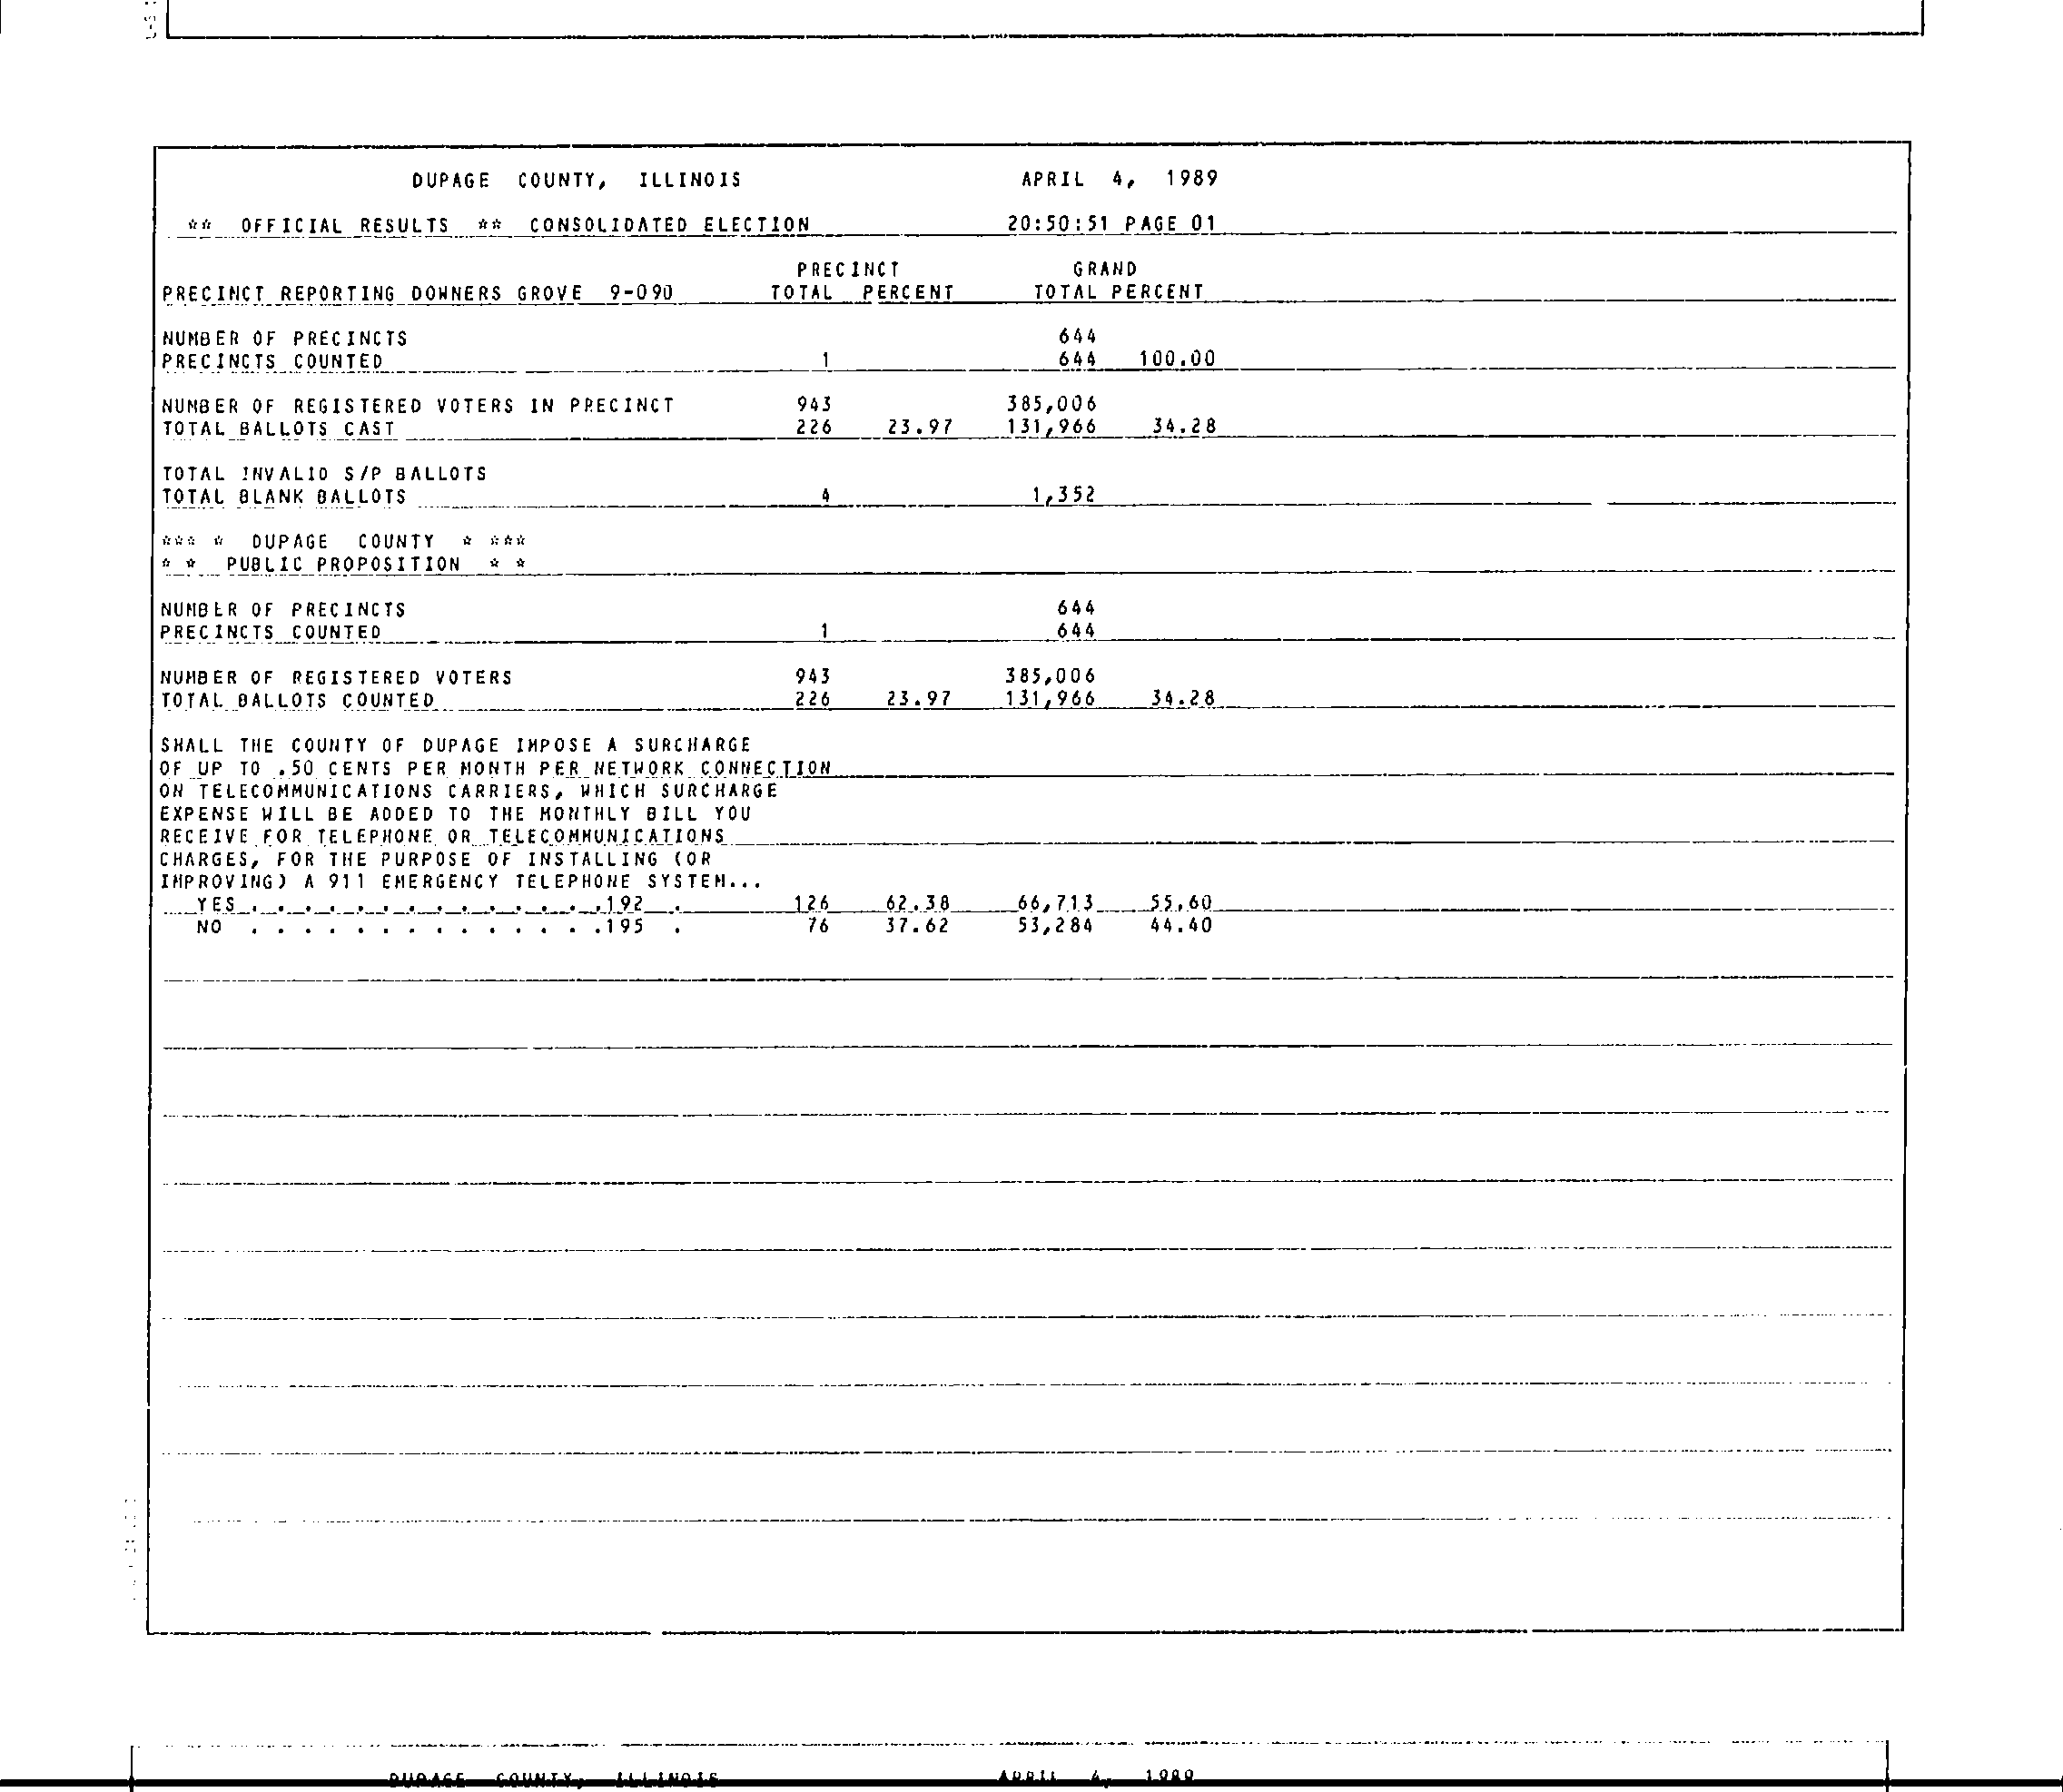 DUPAGE COUNTY, ILLINOIS APRIL 4, 1989
** OFFICIAL RESULTS ** CONSOLIDATED ELECTION 20:50:51 PAGE 01
PRECINCT GRAND
PRECINCT REPORTING DOWNERS GROVE 9-090 TOTAL PERCENT TOTAL PERCENT
NUMBER OF PRECINCTS 644
PRECINCTS COUNTED 1 644 100.00
NUMBER OF REGISTERED VOTERS IN PRECINCT 943 385,006
TOTAL BALLOTS CAST 226 23.97 131,966 34.28
TOTAL INVALID S/P BALLOTS
TOTAL BLANK BALLOTS 4 1,352
*** * DUPAGE COUNTY * ***
* * PUBLIC PROPOSITION * *
NUMBER OF PRECINCTS 644
PRECINCTS COUNTED 1 644
NUMBER OF REGISTERED VOTERS 943 385,006
TOTAL BALLOTS COUNTED 226 23.97 131,966 34.28
SHALL THE COUNTY OF DUPAGE IMPOSE A SURCHARGE
OF UP TO .50 CENTS PER MONTH PER NETWORK CONNECTION
ON TELECOMMUNICATIONS CARRIERS, WHICH SURCHARGE
EXPENSE WILL BE ADDED TO THE MONTHLY BILL YOU
RECEIVE FOR TELEPHONE OR TELECOMMUNICATIONS
CHARGES, FOR THE PURPOSE OF INSTALLING (OR
IMPROVING) A 911 EMERGENCY TELEPHONE SYSTEM...
YES . . . . . . . . . . . . . .192 . 126 62.38 66,713 55.60
NO . . . . . . . . . . . . . .195 . 76 37.62 53,284 44.40
DUPAGE COUNTY, ILLINOIS APRIL 4, 1989